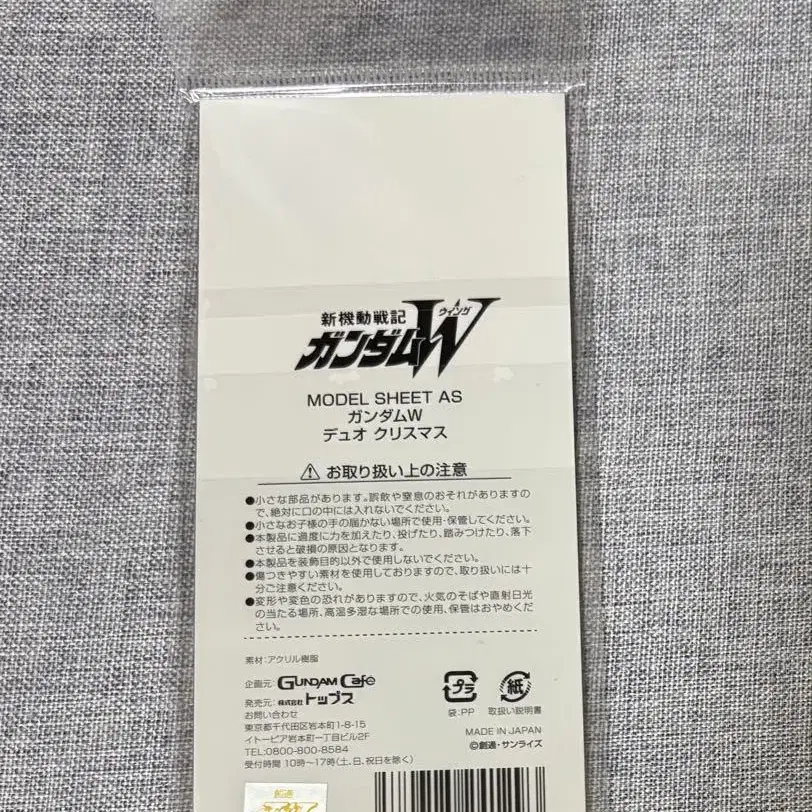 新機動戦記
ウイング
ガンダムW
MODEL SHEET AS
ガンダムW
デュオ クリスマス
お取り扱い上の注意
●小さな部品があります。誤飲や窒息のおそれがありますの
で、絶対に口の中には入れないでください。
●小さなお子様の手の届かない場所で使用・保管してください。
●本製品に過度に力を加えたり、投げたり、踏みつけたり、落下
させると破損の原因となります。
●本製品を装飾目的以外で使用しないでください。
●傷つきやすい素材を使用しておりますので、取り扱いには十
分ご注意ください。
●変形や変色の恐れがありますので、火気のそばや直射日光
の当たる場所、高温多湿な場所での使用、保管はおやめくだ
さい。
素材:アクリル樹脂
企画元: GUNDAM Cafe
発売元: 株式会社トップス
お問い合わせ
東京都千代田区岩本町1-8-15
イトーピア岩本町一丁目ビル2F
TEL:0800-800-8584
受付時間 10時~17時(土、日、祝日を除く)
プラ
袋:PP
紙
取扱い説明書
MADE IN JAPAN
©創通・サンライズ
創通